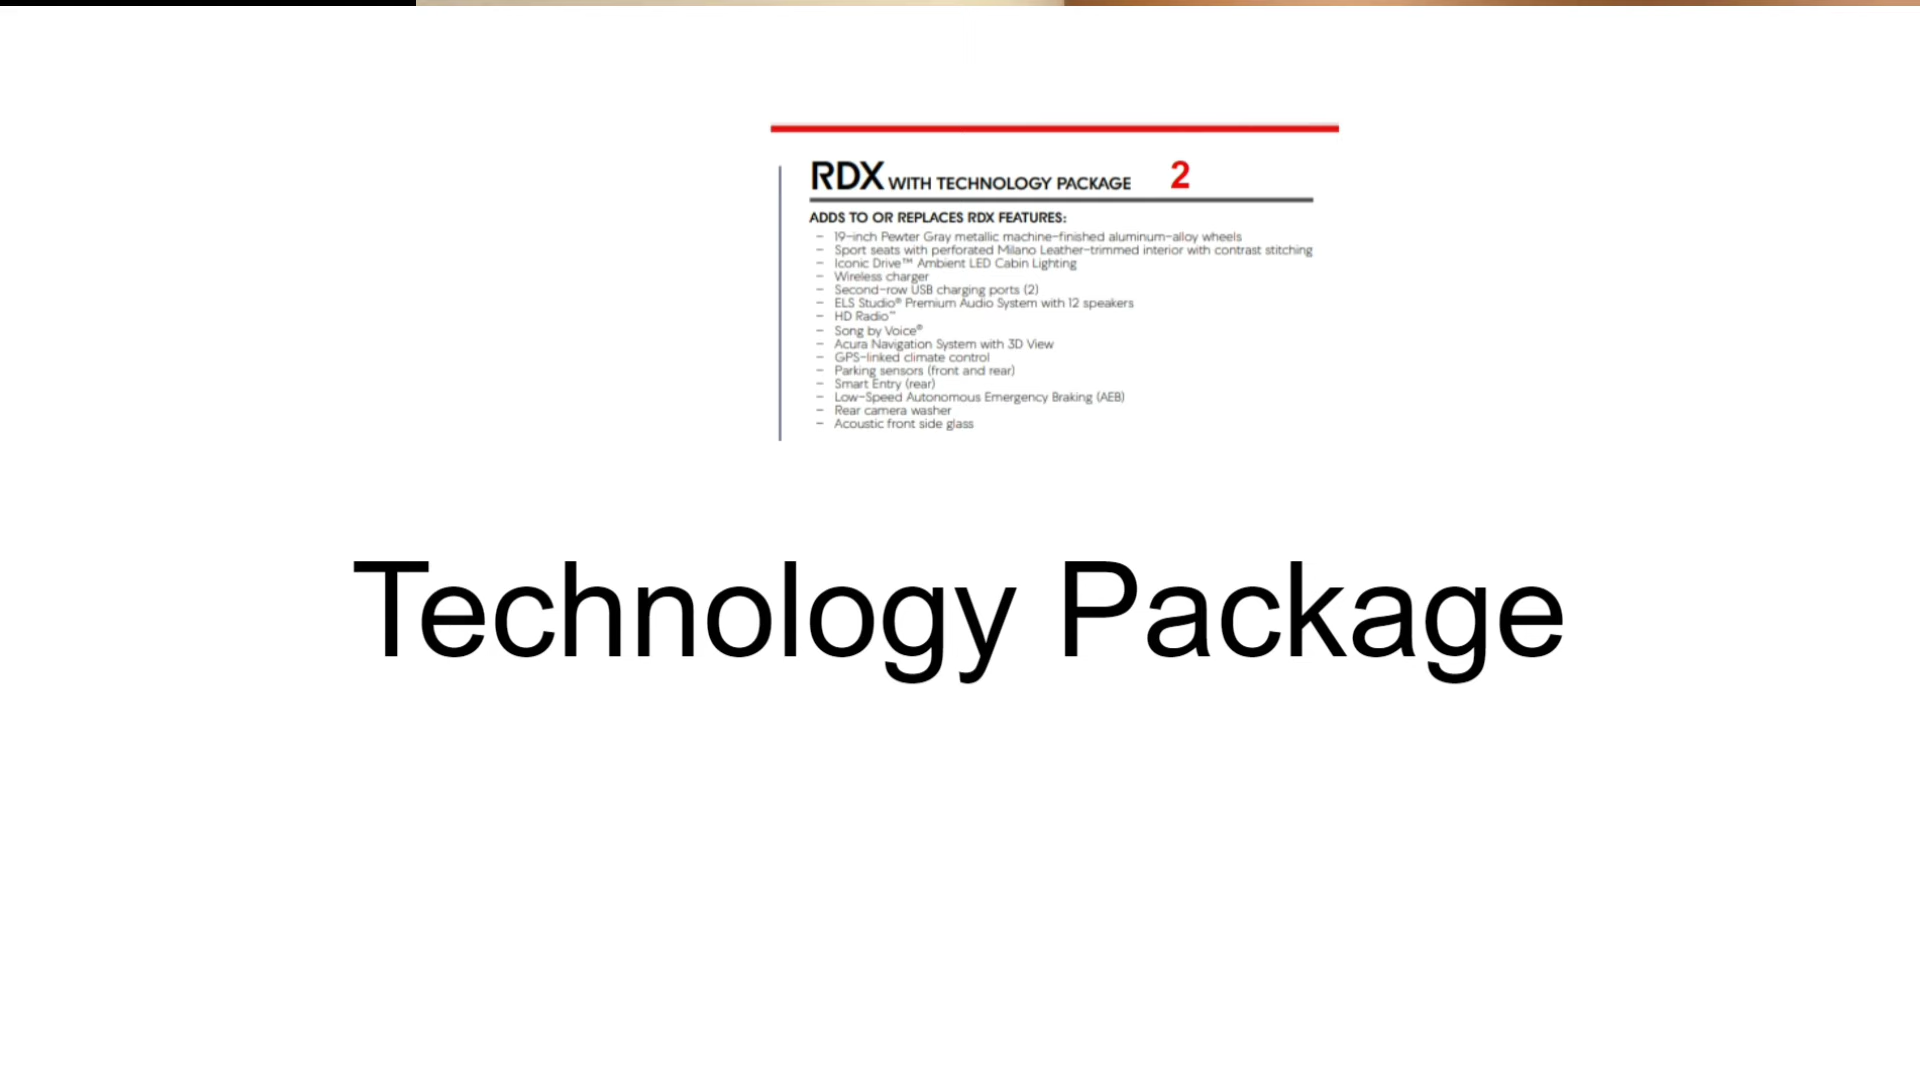 RDX WITH TECHNOLOGY PACKAGE 2
ADDS TO OR REPLACES RDX FEATURES:
– 19-inch Pewter Gray metallic machine-finished aluminum-alloy wheels
– Sport seats with perforated Milano Leather-trimmed interior with contrast stitching
– Iconic Drive™ Ambient LED Cabin Lighting
– Wireless charger
– Second-row USB charging ports (2)
– ELS Studio® Premium Audio System with 12 speakers
– HD Radio™
– Song by Voice®
– Acura Navigation System with 3D View
– GPS-linked climate control
– Parking sensors (front and rear)
– Smart Entry (rear)
– Low-Speed Autonomous Emergency Braking (AEB)
– Rear camera washer
– Acoustic front side glass
Technology Package